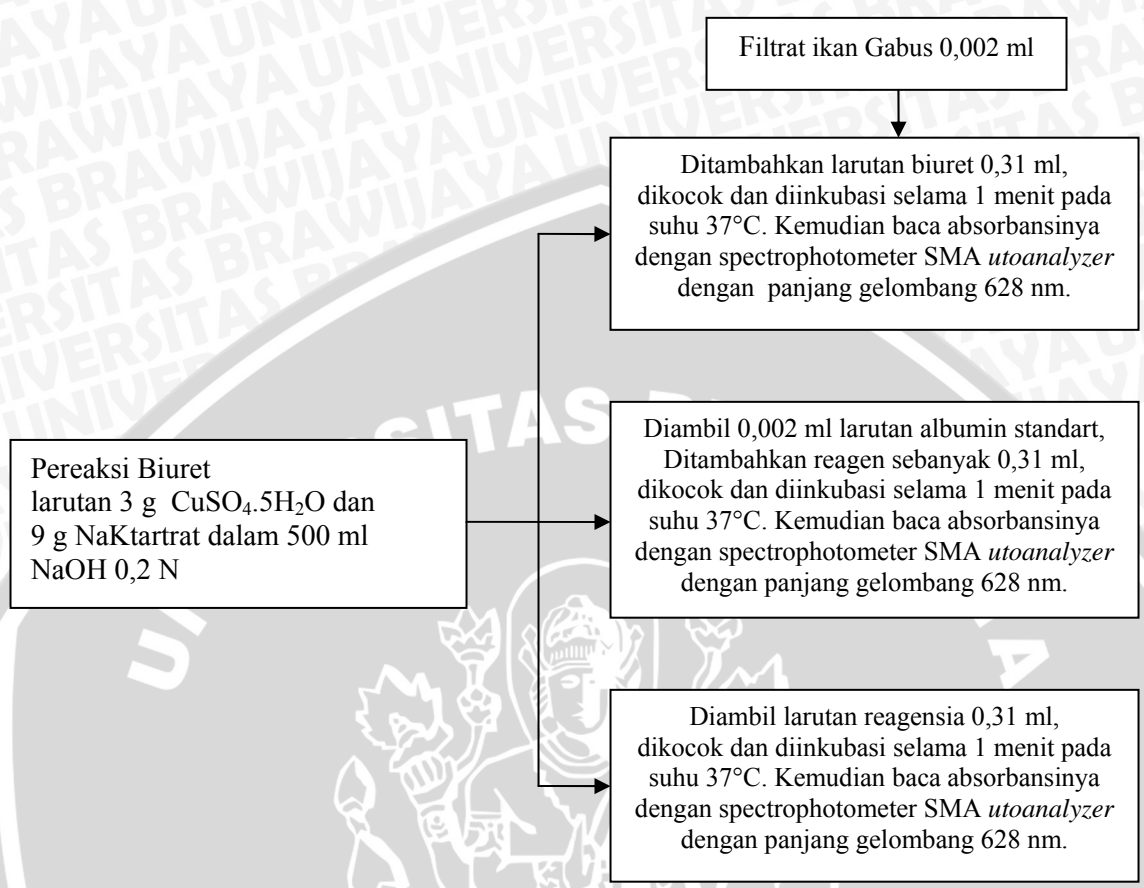 Filtrat ikan Gabus 0,002 ml
Ditambahkan larutan biuret 0,31 ml,
dikocok dan diinkubasi selama 1 menit pada
suhu 37°C. Kemudian baca absorbansinya
dengan spectrophotometer SMA utoanalyzer
dengan panjang gelombang 628 nm.
Pereaksi Biuret
larutan 3 g CuSO₄.5H₂O dan
9 g NaKtartrat dalam 500 ml
NaOH 0,2 N
Diambil 0,002 ml larutan albumin standart,
Ditambahkan reagen sebanyak 0,31 ml,
dikocok dan diinkubasi selama 1 menit pada
suhu 37°C. Kemudian baca absorbansinya
dengan spectrophotometer SMA utoanalyzer
dengan panjang gelombang 628 nm.
Diambil larutan reagensia 0,31 ml,
dikocok dan diinkubasi selama 1 menit pada
suhu 37°C. Kemudian baca absorbansinya
dengan spectrophotometer SMA utoanalyzer
dengan panjang gelombang 628 nm.